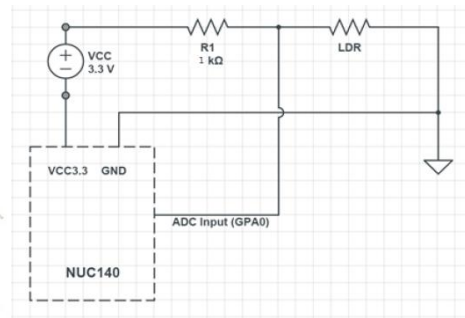 R1
1 kΩ
LDR
VCC
3.3 V
VCC3.3 GND
ADC Input (GPA0)
NUC140